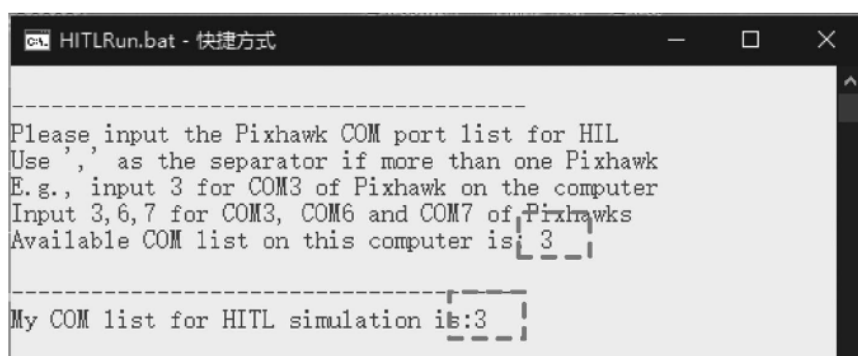 HITLRun.bat - 快捷方式
----------------------------------------
Please input the Pixhawk COM port list for HIL
Use ',' as the separator if more than one Pixhawk
E.g., input 3 for COM3 of Pixhawk on the computer
Input 3,6,7 for COM3, COM6 and COM7 of Pixhawks
Available COM list on this computer is: 3
----------------------------------------
My COM list for HITL simulation is:3